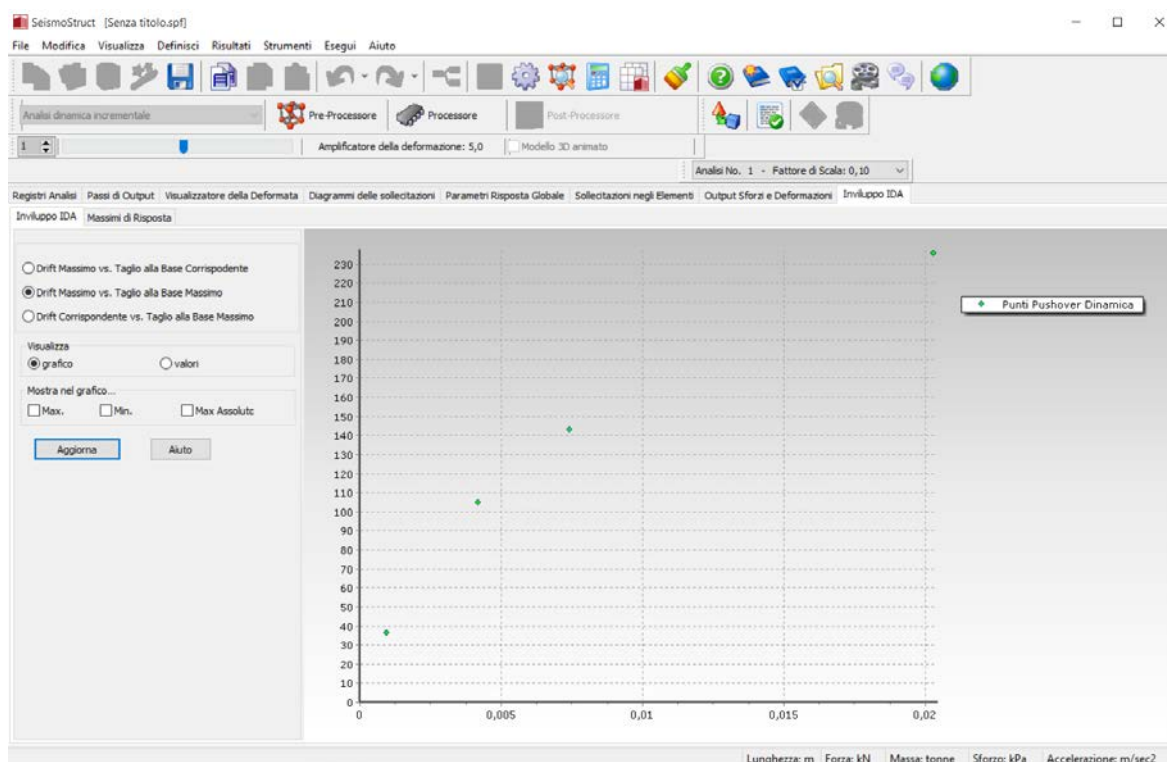 SeismoStruct [Senza titolo.spf]
File Modifica Visualizza Definisci Risultati Strumenti Esegui Aiuto
Analisi dinamica incrementale
Pre-Processore
Processore
Post-Processore
1
Amplificatore della deformazione: 5,0
Modello 3D animato
Analisi No. 1 - Fattore di Scala: 0,10
Registri Analisi Passi di Output Visualizzatore della Deformata Diagrammi delle sollecitazioni Parametri Risposta Globale Sollecitazioni negli Elementi Output Sforzi e Deformazioni Inviluppo IDA
Inviluppo IDA Massimi di Risposta
Drift Massimo vs. Taglio alla Base Corrispodente
Drift Massimo vs. Taglio alla Base Massimo
Drift Corrispondente vs. Taglio alla Base Massimo
Visualizza
grafico valori
Mostra nel grafico...
Max. Min. Max Assolutc
Aggiorna Aiuto
230
220
210
200
190
180
170
160
150
140
130
120
110
100
90
80
70
60
50
40
30
20
10
0
0 0,005 0,01 0,015 0,02
Punti Pushover Dinamica
Lunghezza: m Forza: kN Massa: tonne Sforzo: kPa Accelerazione: m/sec2